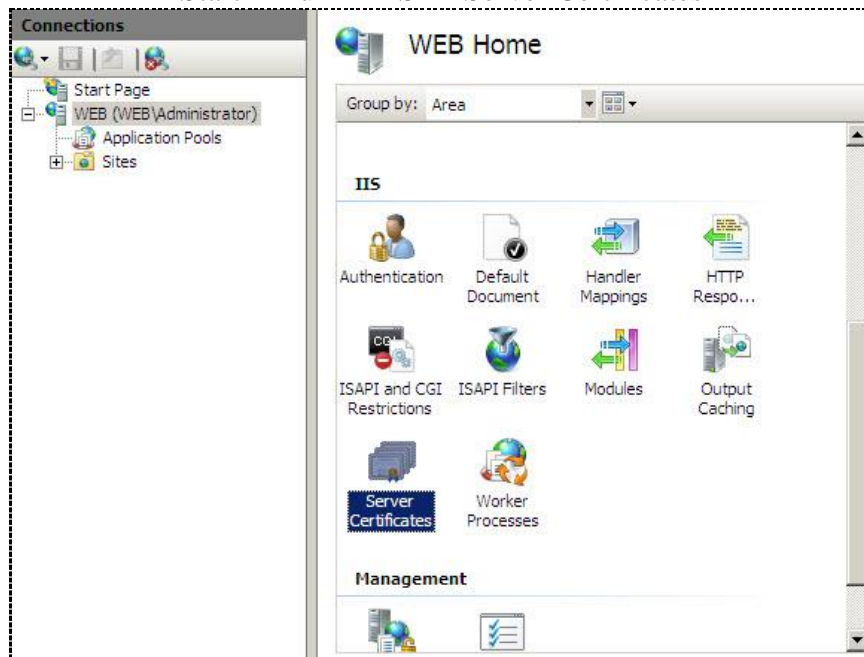 Connections
Start Page
WEB (WEB\Administrator)
Application Pools
Sites
WEB Home
Group by: Area
IIS
Authentication
Default Document
Handler Mappings
HTTP Respo...
ISAPI and CGI Restrictions
ISAPI Filters
Modules
Output Caching
Server Certificates
Worker Processes
Management